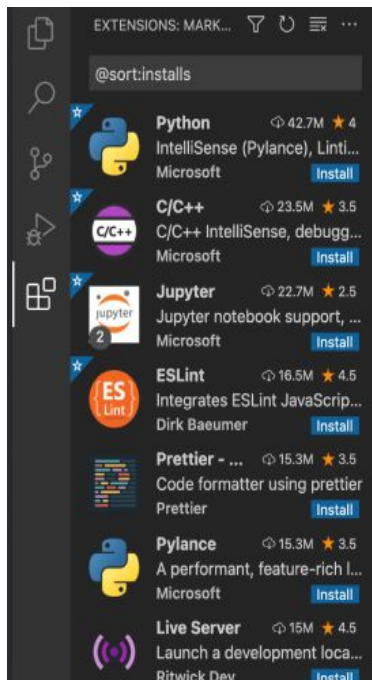 EXTENSIONS: MARK...
@sort:installs
Python 42.7M 4
IntelliSense (Pylance), Linti...
Microsoft Install
C/C++
C/C++ 23.5M 3.5
C/C++ IntelliSense, debugg...
Microsoft Install
jupyter
2
Jupyter 22.7M 2.5
Jupyter notebook support, ...
Microsoft Install
ES
Lint
ESLint 16.5M 4.5
Integrates ESLint JavaScrip...
Dirk Baeumer Install
Prettier - ... 15.3M 3.5
Code formatter using prettier
Prettier Install
Pylance 15.3M 3.5
A performant, feature-rich l...
Microsoft Install
Live Server 15M 4.5
Launch a development loca...
Ritwick Dey Install